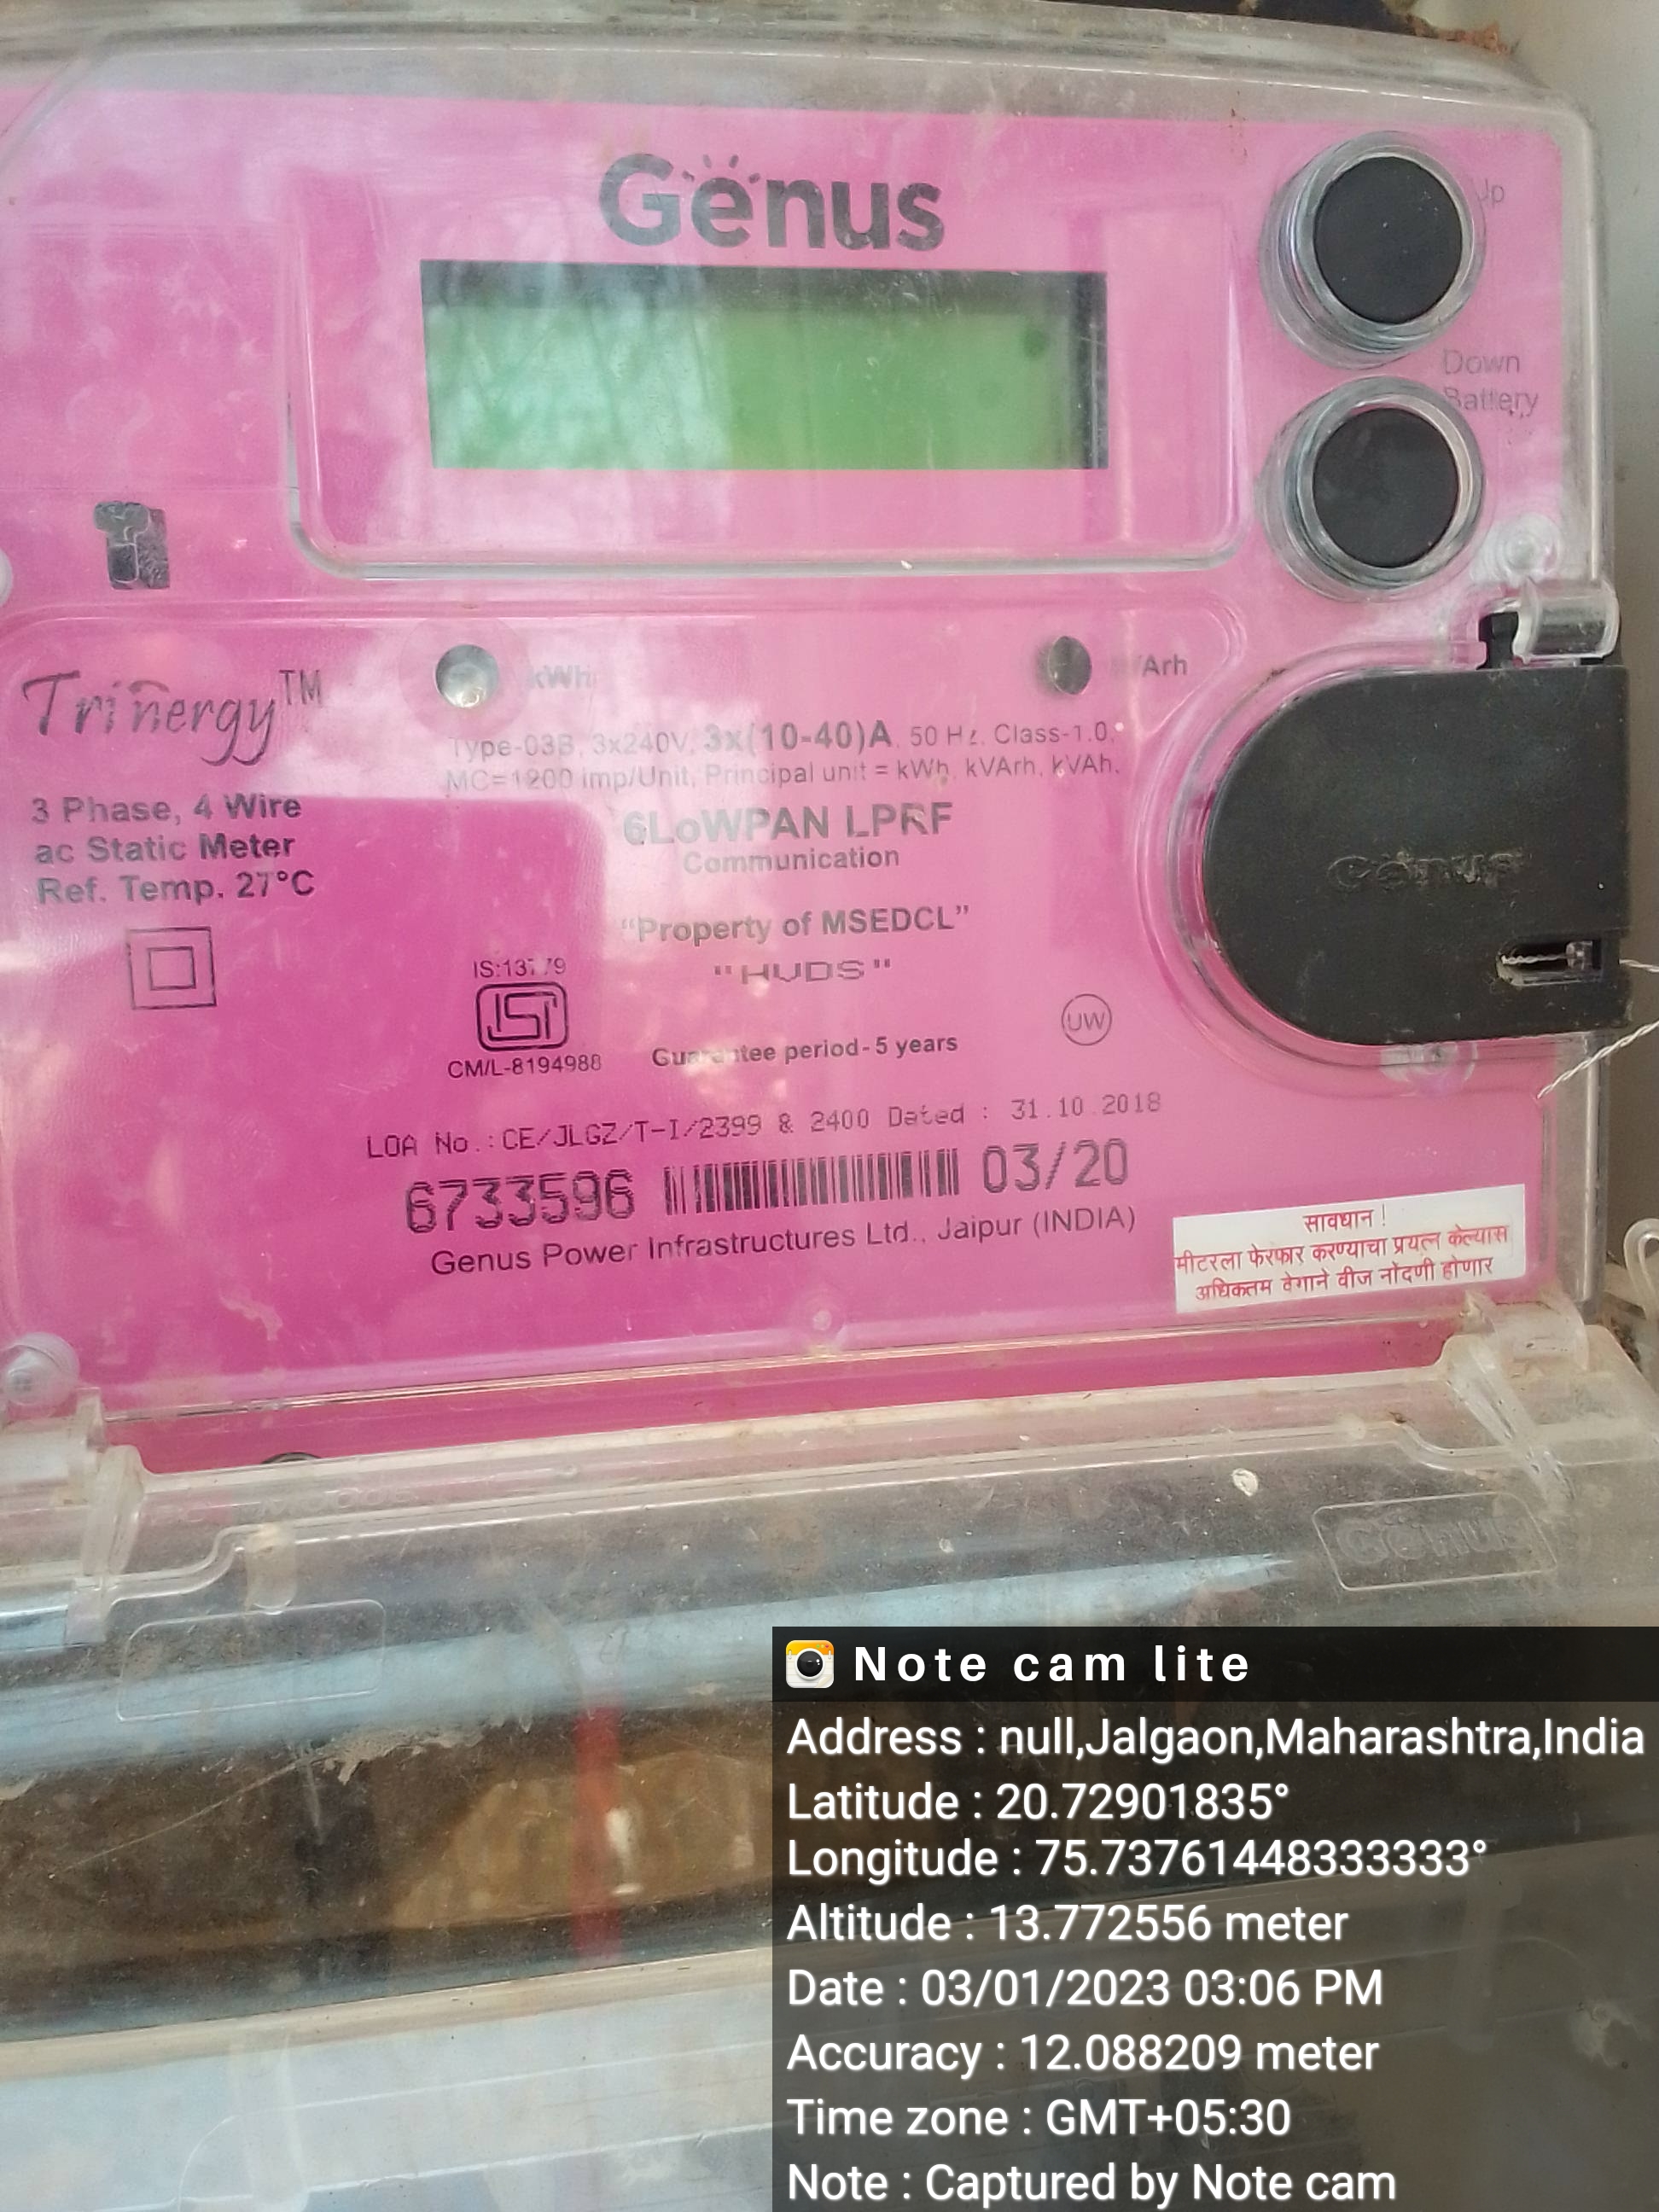 Genus
Up
Down
Battery
Trinergy™
kWh
3 Phase, 4 Wire
ac Static Meter
Ref. Temp. 27°C
Type-03B, 3x240V, 3x(10-40)A, 50 Hz, Class-1.0,*
MC=1200 imp/Unit, Principal unit = kWh, kVArh, kVAh,
6LoWPAN LPRF
Communication
"Property of MSEDCL"
"HVDS"
IS:13779
ISI
CM/L-8194988
Guarantee period-5 years
UW
Genus
LOA No.:CE/JLGZ/T-I/2399 & 2400 Dated : 31.10.2018
6733596 03/20
Genus Power Infrastructures Ltd., Jaipur (INDIA)
सावधान !
मीटरला फेरफार करण्याचा प्रयत्न केल्यास
अधिकतम वेगाने वीज नोंदणी होणार
Genus
Note cam lite
Address : null,Jalgaon,Maharashtra,India
Latitude : 20.72901835°
Longitude : 75.73761448333333°
Altitude : 13.772556 meter
Date : 03/01/2023 03:06 PM
Accuracy : 12.088209 meter
Time zone : GMT+05:30
Note : Captured by Note cam